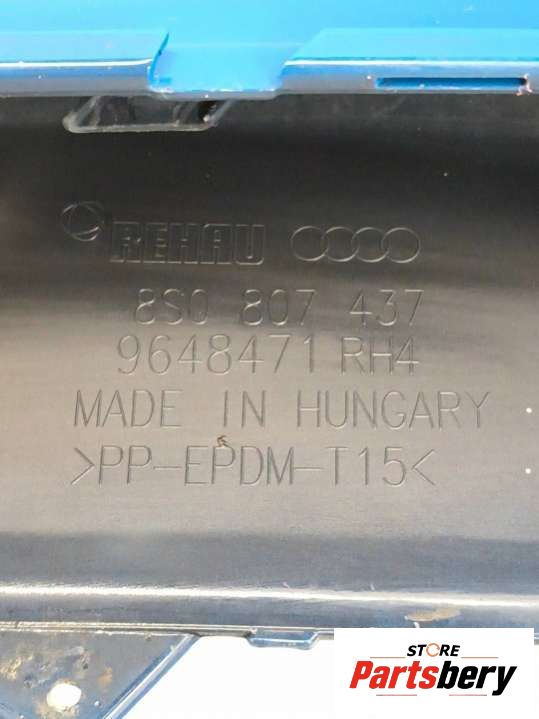 REHAU
8S0 807 437
9648471 RH4
MADE IN HUNGARY
>PP-EPDM-T15<
STORE
Partsbery